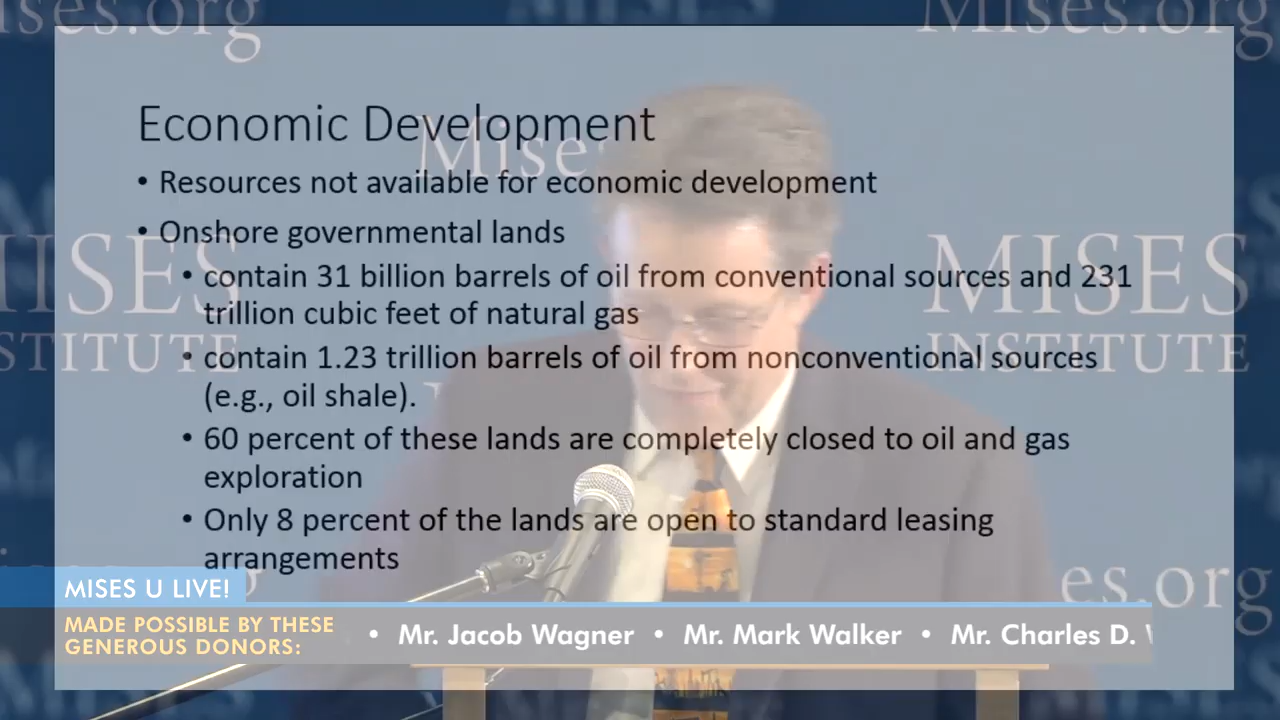 ises.org
Mises.org
Economic Development
Mises
• Resources not available for economic development
• Onshore governmental lands
MISES
INSTITUTE
• contain 31 billion barrels of oil from conventional sources and 231
trillion cubic feet of natural gas
• contain 1.23 trillion barrels of oil from nonconventional sources
(e.g., oil shale).
• 60 percent of these lands are completely closed to oil and gas
exploration
• Only 8 percent of the lands are open to standard leasing
arrangements
es.org
MISES U LIVE!
MADE POSSIBLE BY THESE
GENEROUS DONORS:
• Mr. Jacob Wagner • Mr. Mark Walker • Mr. Charles D.